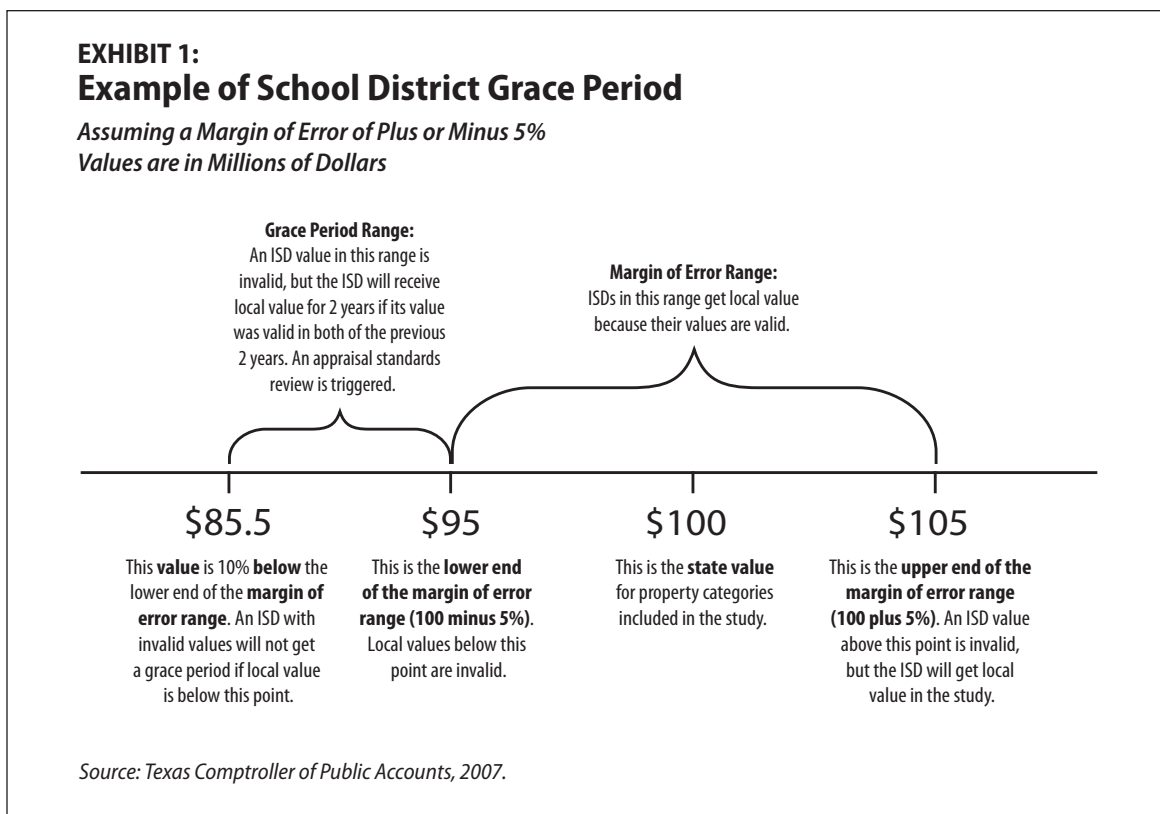 EXHIBIT 1:
Example of School District Grace Period
Assuming a Margin of Error of Plus or Minus 5%
Values are in Millions of Dollars
Grace Period Range:
An ISD value in this range is
invalid, but the ISD will receive
local value for 2 years if its value
was valid in both of the previous
2 years. An appraisal standards
review is triggered.
Margin of Error Range:
ISDs in this range get local value
because their values are valid.
$85.5
This value is 10% below the
lower end of the margin of
error range. An ISD with
invalid values will not get
a grace period if local value
is below this point.
$95
This is the lower end
of the margin of error
range (100 minus 5%).
Local values below this
point are invalid.
$100
This is the state value
for property categories
included in the study.
$105
This is the upper end of the
margin of error range
(100 plus 5%). An ISD value
above this point is invalid,
but the ISD will get local
value in the study.
Source: Texas Comptroller of Public Accounts, 2007.